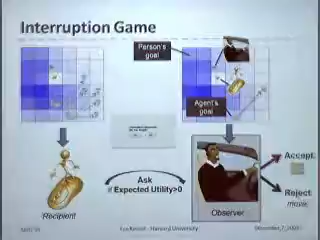 Interruption Game
Person's
goal
Agent's
goal
Ask
if Expected Utility>0
Accept:
Reject:
move
Recipient
Observer
Harvard University